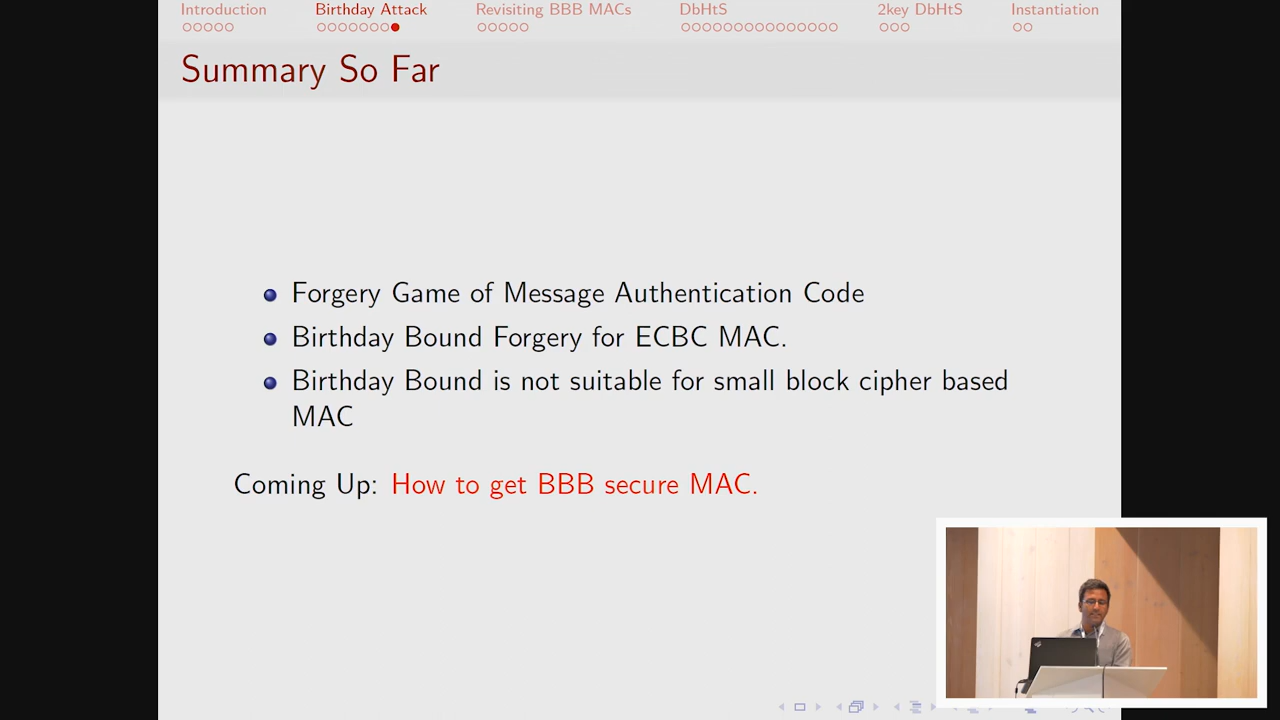 Introduction Birthday Attack Revisiting BBB MACs DbHtS 2key DbHtS Instantiation
Summary So Far
Forgery Game of Message Authentication Code
Birthday Bound Forgery for ECBC MAC.
Birthday Bound is not suitable for small block cipher based
MAC
Coming Up: How to get BBB secure MAC.